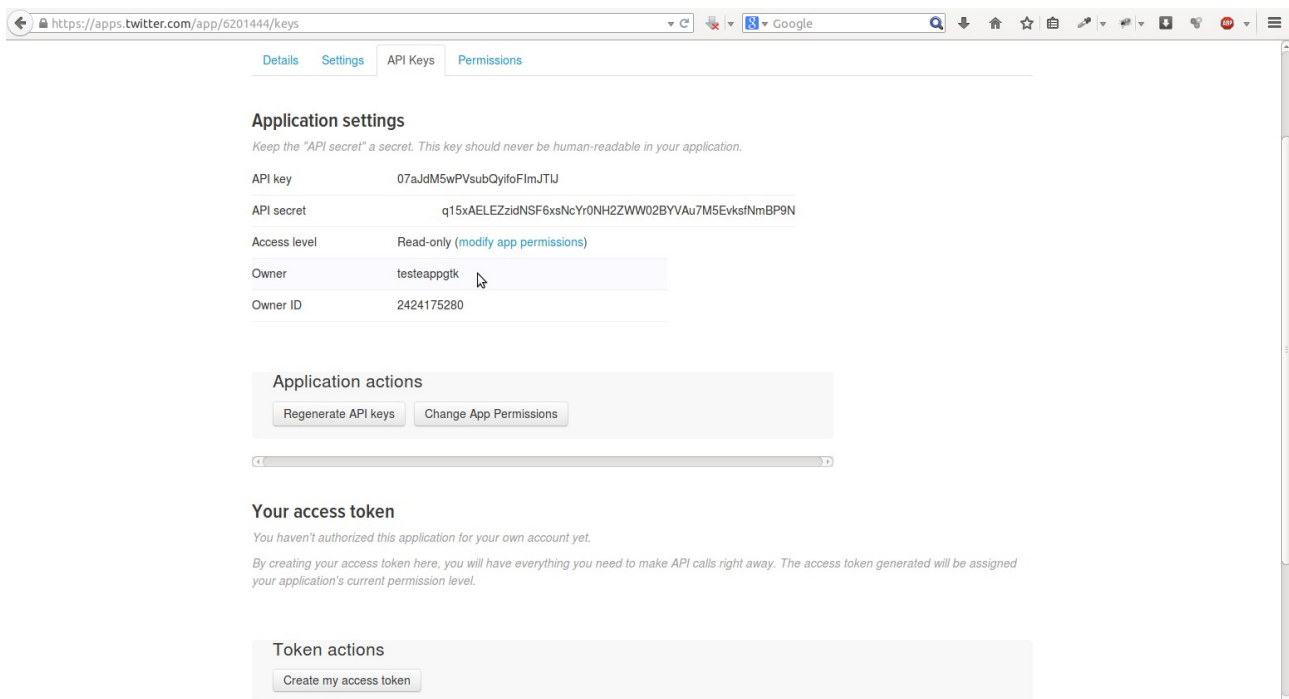 https://apps.twitter.com/app/6201444/keys
Google
ABP
Details Settings API Keys Permissions
Application settings
Keep the "API secret" a secret. This key should never be human-readable in your application.
API key 07aJdM5wPVsubQyifoFImJTIJ
API secret q15xAELEZzidNSF6xsNcYr0NH2ZWW02BYVAu7M5EvksfNmBP9N
Access level Read-only (modify app permissions)
Owner testeappgtk
Owner ID 2424175280
Application actions
Regenerate API keys Change App Permissions
Your access token
You haven't authorized this application for your own account yet.
By creating your access token here, you will have everything you need to make API calls right away. The access token generated will be assigned
your application's current permission level.
Token actions
Create my access token